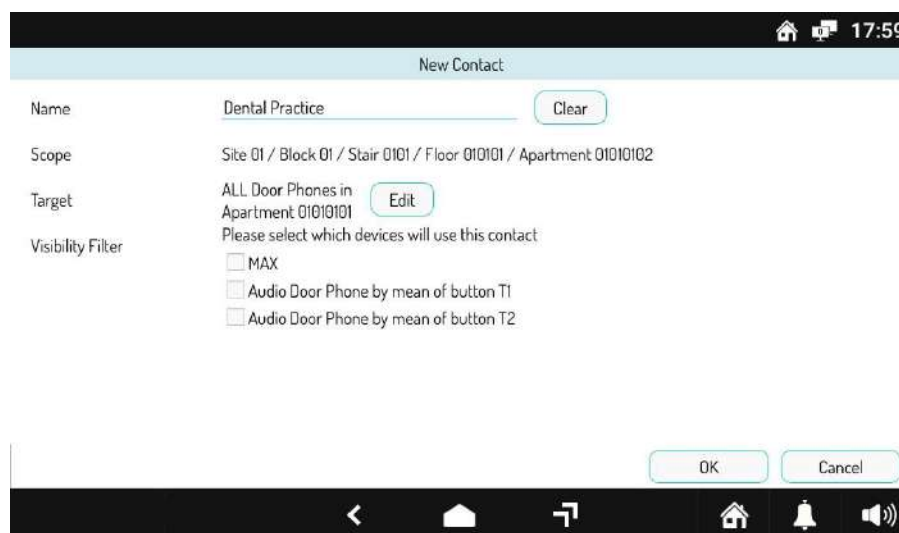 17:59
New Contact
Name Dental Practice Clear
Scope Site 01 / Block 01 / Stair 0101 / Floor 010101 / Apartment 01010102
Target ALL Door Phones in
Apartment 01010101 Edit
Visibility Filter Please select which devices will use this contact
MAX
Audio Door Phone by mean of button T1
Audio Door Phone by mean of button T2
OK Cancel